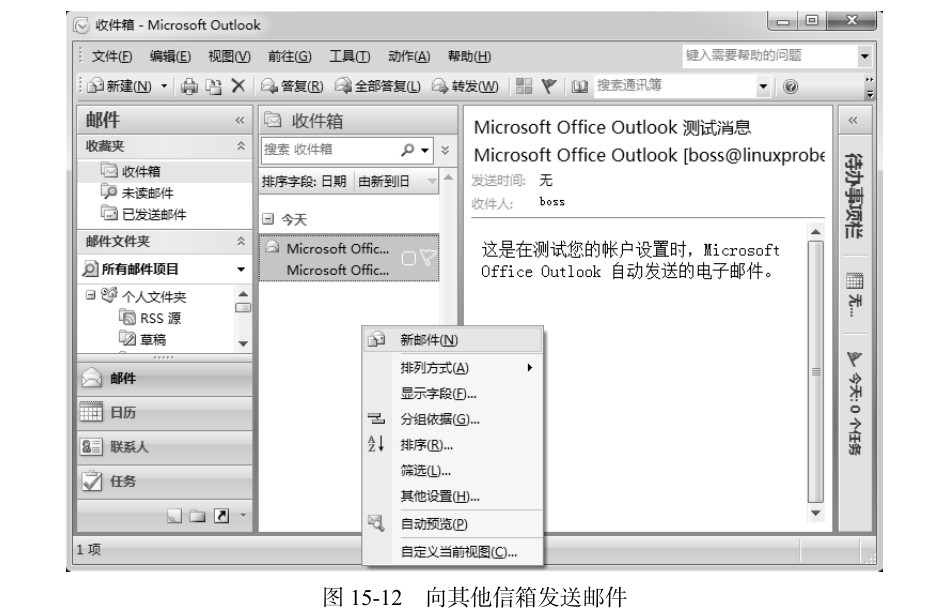 收件箱 - Microsoft Outlook
文件(F) 编辑(E) 视图(V) 前往(G) 工具(T) 动作(A) 帮助(H) 键入需要帮助的问题
新建(N) 答复(R) 全部答复(L) 转发(W) 搜索通讯簿
邮件
收藏夹
收件箱
未读邮件
已发送邮件
邮件文件夹
所有邮件项目
个人文件夹
RSS 源
草稿
邮件
日历
联系人
任务
收件箱
搜索 收件箱
排序字段: 日期 由新到旧
今天
Microsoft Offic...
Microsoft Offic...
Microsoft Office Outlook 测试消息
Microsoft Office Outlook [boss@linuxprobe
发送时间: 无
收件人: boss
这是在测试您的帐户设置时，Microsoft
Office Outlook 自动发送的电子邮件。
新邮件(N)
排列方式(A)
显示字段(F)...
分组依据(G)...
排序(R)...
筛选(L)...
其他设置(H)...
自动预览(P)
自定义当前视图(C)...
待办事项栏
无...
今天: 0 个任务
1 项
图 15-12 向其他信箱发送邮件